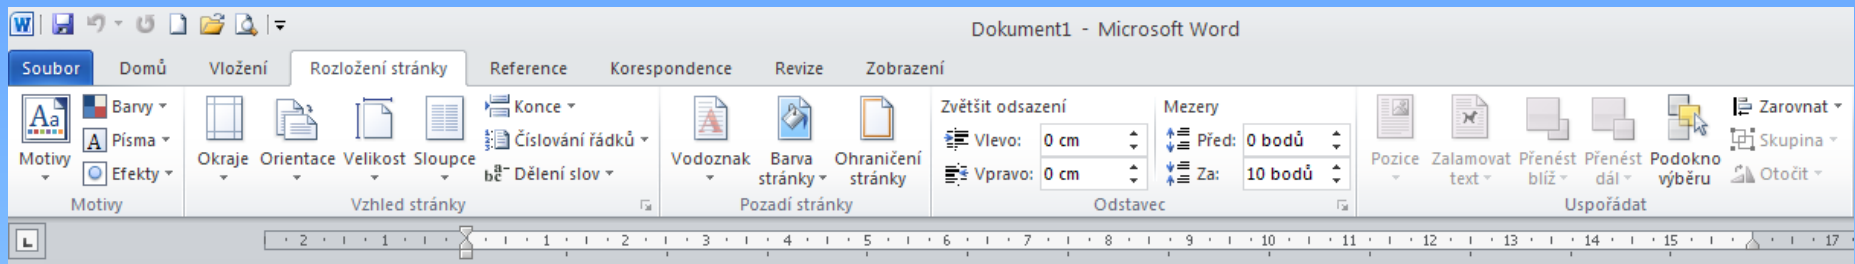 Dokument1 - Microsoft Word
Soubor Domů Vložení Rozložení stránky Reference Korespondence Revize Zobrazení
Aa Motivy
Barvy
A Písma
Efekty
Motivy
Okraje Orientace Velikost Sloupce
Konce
Číslování řádků
bc a- Dělení slov
Vzhled stránky
A Vodoznak Barva stránky Ohraničení stránky
Pozadí stránky
Zvětšit odsazení
Vlevo: 0 cm
Vpravo: 0 cm
Mezery
Před: 0 bodů
Za: 10 bodů
Odstavec
Pozice Zalamovat text Přenést blíž Přenést dál Podokno výběru
Zarovnat
Skupina
Otočit
Uspořádat
L 2 1 1 2 3 4 5 6 7 8 9 10 11 12 13 14 15 17